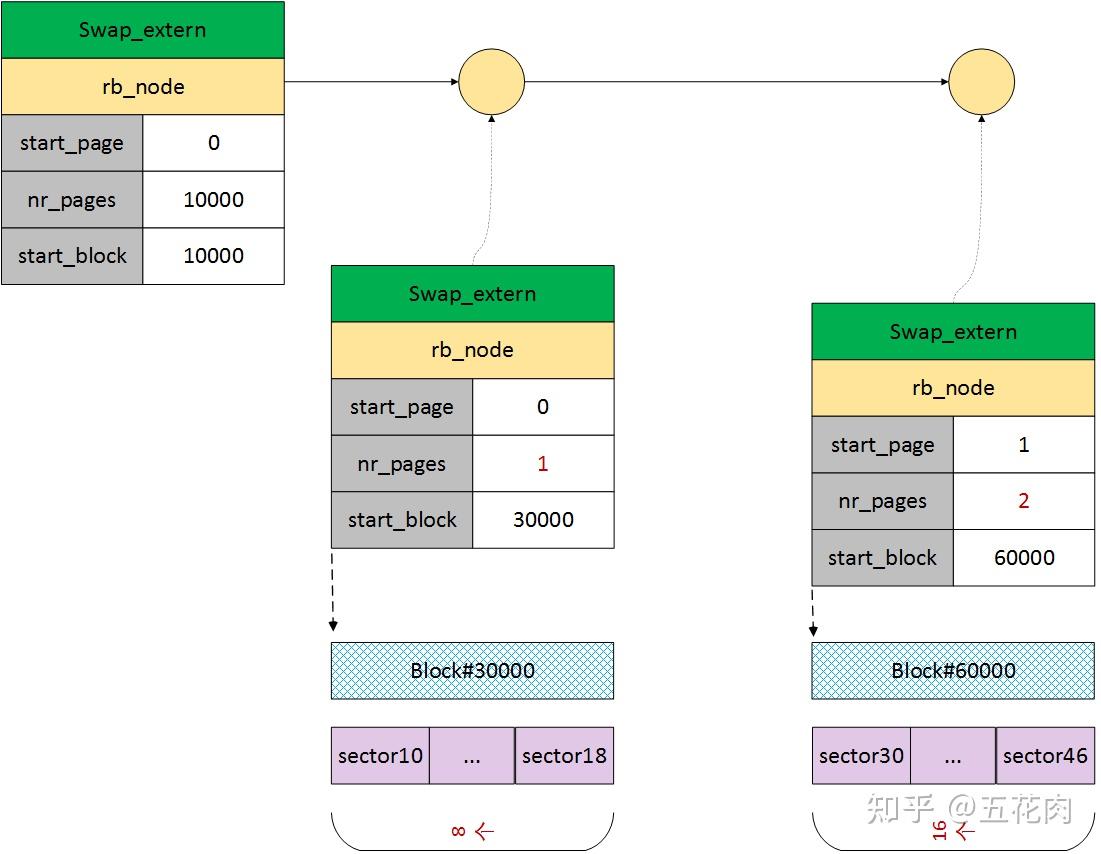 Swap_extern
rb_node
start_page 0
nr_pages 10000
start_block 10000
Swap_extern
rb_node
start_page 0
nr_pages 1
start_block 30000
Block#30000
sector10 ... sector18
8 个
Swap_extern
rb_node
start_page 1
nr_pages 2
start_block 60000
Block#60000
sector30 ... sector46
16 个
知乎 @五花肉